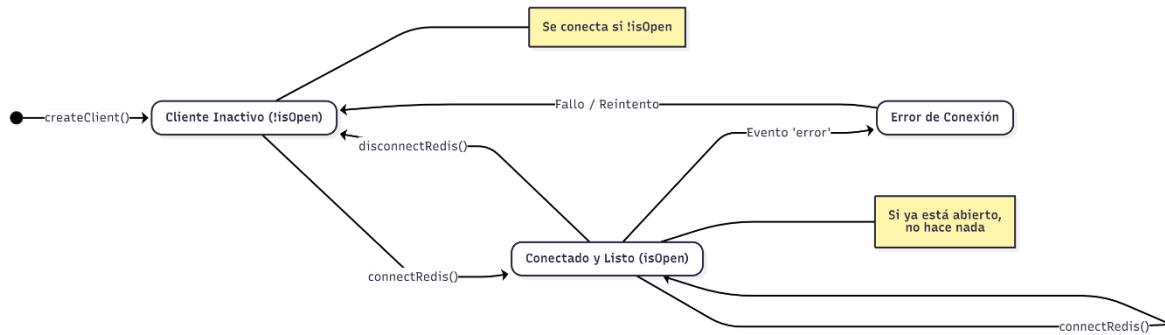 Se conecta si !isOpen
createClient()
Cliente Inactivo (!isOpen)
Fallo / Reintento
Error de Conexión
Evento 'error'
disconnectRedis()
Si ya está abierto,
no hace nada
Conectado y Listo (isOpen)
connectRedis()
connectRedis()